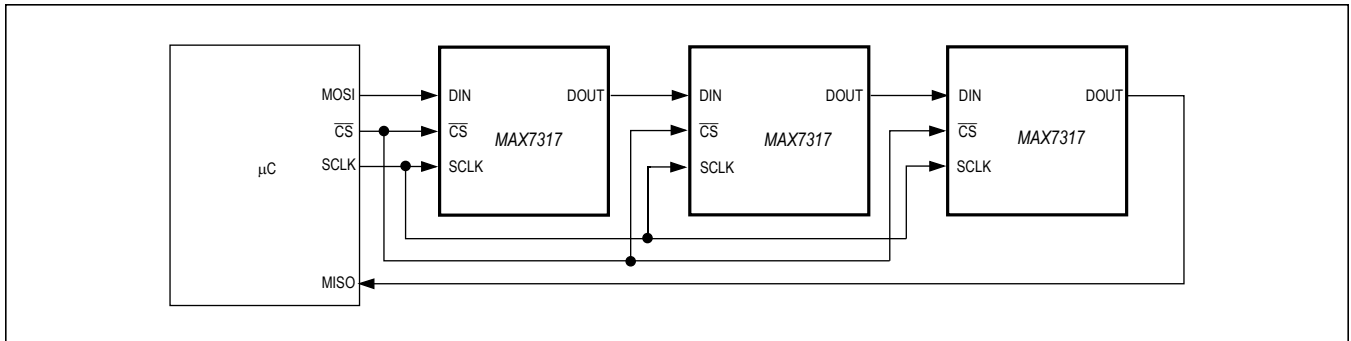 MOSI
CS
SCLK
μC
MISO
DIN
DOUT
CS
MAX7317
SCLK
DIN
DOUT
CS
MAX7317
SCLK
DIN
DOUT
CS
MAX7317
SCLK